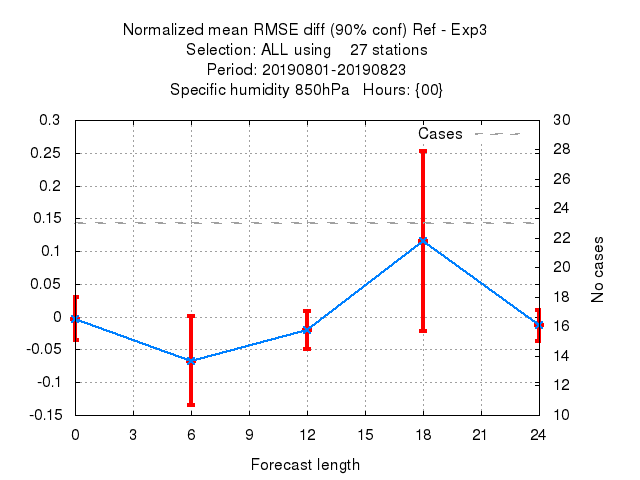 Normalized mean RMSE diff (90% conf) Ref - Exp3
Selection: ALL using 27 stations
Period: 20190801-20190823
Specific humidity 850hPa Hours: {00}
Cases
0.3
0.25
0.2
0.15
0.1
0.05
0
-0.05
-0.1
-0.15
30
28
26
24
22
20
18
16
14
12
10
No cases
0 3 6 9 12 15 18 21 24
Forecast length